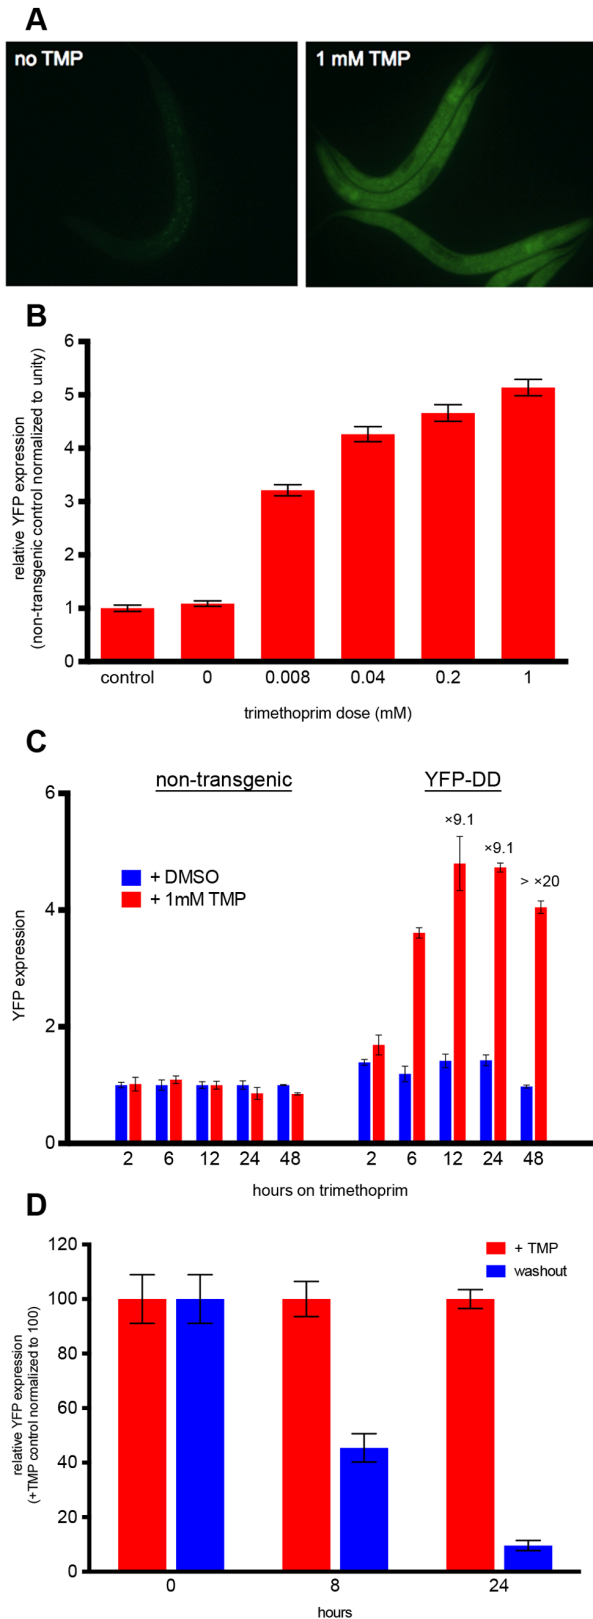 A
no TMP
1 mM TMP
B
relative YFP expression
(non-transgenic control normalized to unity)
6
5
4
3
2
1
0
control 0 0.008 0.04 0.2 1
trimethoprim dose (mM)
C
non-transgenic
YFP-DD
YFP expression
6
4
2
0
+ DMSO
+ 1mM TMP
×9.1
×9.1
> ×20
2 6 12 24 48 2 6 12 24 48
hours on trimethoprim
D
relative YFP expression
(+TMP control normalized to 100)
120
100
80
60
40
20
0
+ TMP
washout
0 8 24
hours